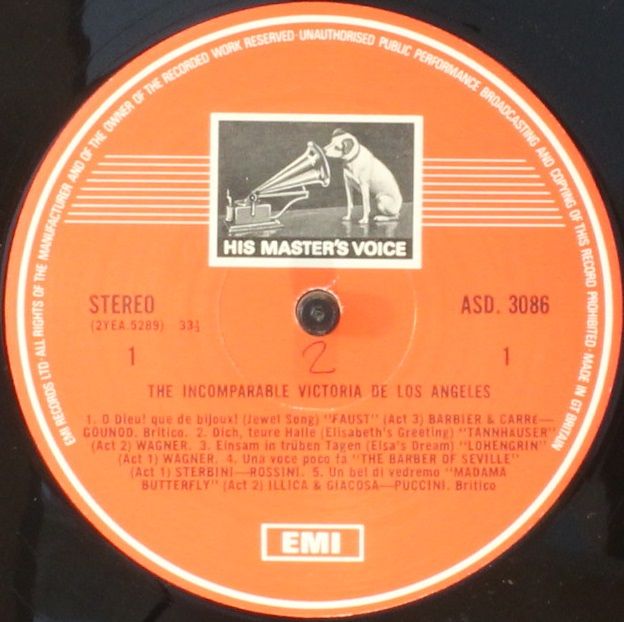 EMI RECORDS LTD · ALL RIGHTS OF THE MANUFACTURER AND OF THE OWNER OF THE RECORDED WORK RESERVED · UNAUTHORISED PUBLIC PERFORMANCE BROADCASTING AND COPYING OF THIS RECORD PROHIBITED · MADE IN GT BRITAIN
HIS MASTER'S VOICE
STEREO ASD. 3086
(2YEA.5289) 33⅓
1 2 1
THE INCOMPARABLE VICTORIA DE LOS ANGELES
1. O Dieu! que de bijoux! (Jewel Song) "FAUST" (Act 3) BARBIER & CARRE—
GOUNOD. Britico. 2. Dich, teure Halle (Elisabeth's Greeting) "TANNHAUSER"
(Act 2) WAGNER. 3. Einsam in trüben Tagen (Elsa's Dream) "LOHENGRIN"
(Act 1) WAGNER. 4. Una voce poco fa "THE BARBER OF SEVILLE"
(Act 1) STERBINI—ROSSINI. 5. Un bel di vedremo "MADAMA
BUTTERFLY" (Act 2) ILLICA & GIACOSA—PUCCINI. Britico
EMI